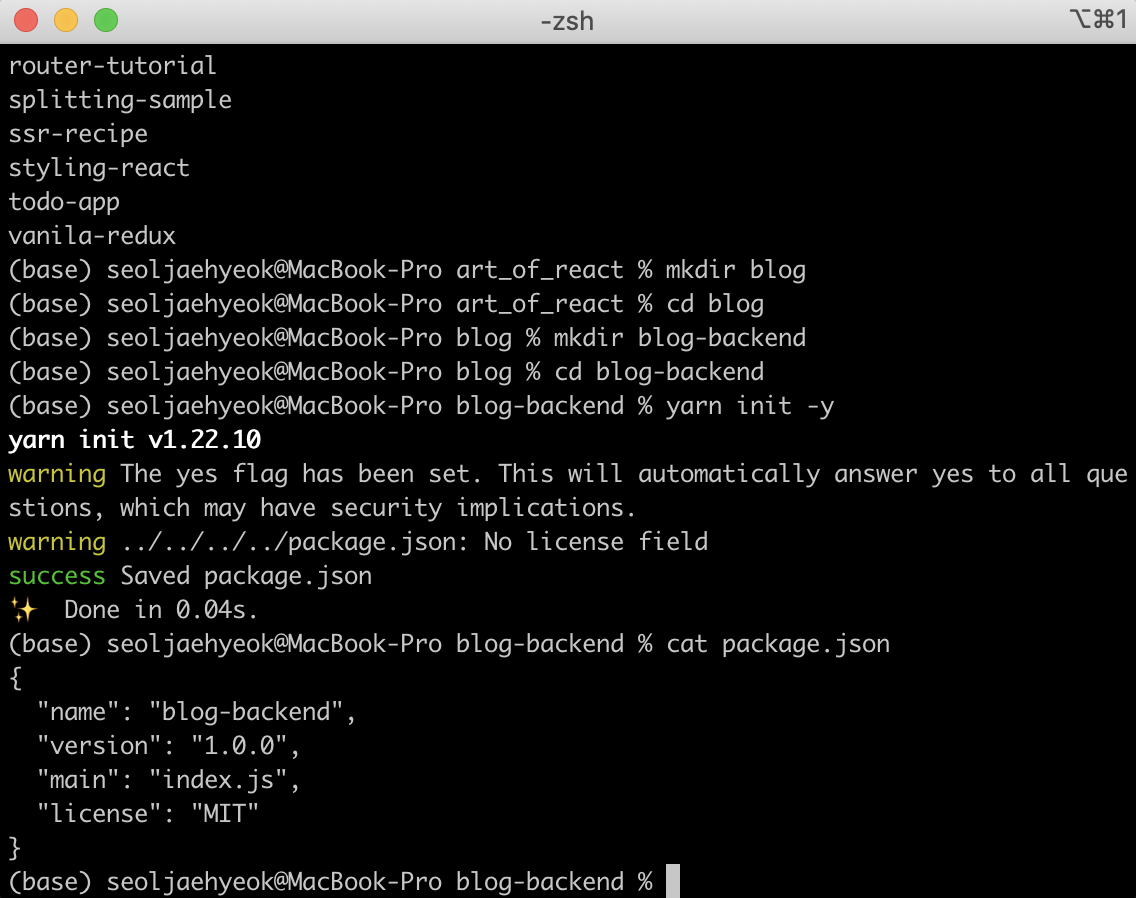 -zsh
⌥⌘1
router-tutorial
splitting-sample
ssr-recipe
styling-react
todo-app
vanila-redux
(base) seoljaehyeok@MacBook-Pro art_of_react % mkdir blog
(base) seoljaehyeok@MacBook-Pro art_of_react % cd blog
(base) seoljaehyeok@MacBook-Pro blog % mkdir blog-backend
(base) seoljaehyeok@MacBook-Pro blog % cd blog-backend
(base) seoljaehyeok@MacBook-Pro blog-backend % yarn init -y
yarn init v1.22.10
warning The yes flag has been set. This will automatically answer yes to all que
stions, which may have security implications.
warning ../../../../package.json: No license field
success Saved package.json
✨  Done in 0.04s.
(base) seoljaehyeok@MacBook-Pro blog-backend % cat package.json
{
  "name": "blog-backend",
  "version": "1.0.0",
  "main": "index.js",
  "license": "MIT"
}
(base) seoljaehyeok@MacBook-Pro blog-backend %